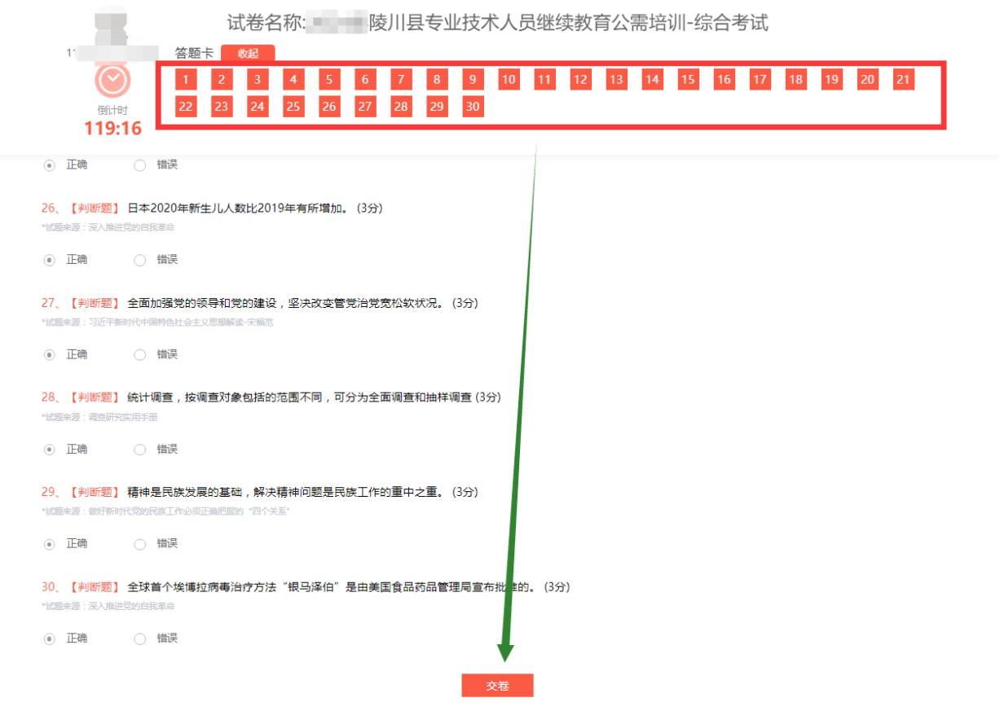 试卷名称: 陵川县专业技术人员继续教育公需培训-综合考试
答题卡 收起
1 2 3 4 5 6 7 8 9 10 11 12 13 14 15 16 17 18 19 20 21
22 23 24 25 26 27 28 29 30
倒计时
119:16
正确 错误
26、【判断题】 日本2020年新生儿人数比2019年有所增加。 (3分)
*试题来源：深入推进党的自我革命
正确 错误
27、【判断题】 全面加强党的领导和党的建设，坚决改变管党治党宽松软状况。 (3分)
*试题来源：习近平新时代中国特色社会主义思想解读-宋福范
正确 错误
28、【判断题】 统计调查，按调查对象包括的范围不同，可分为全面调查和抽样调查 (3分)
*试题来源：调查研究实用手册
正确 错误
29、【判断题】 精神是民族发展的基础，解决精神问题是民族工作的重中之重。 (3分)
*试题来源：做好新时代党的民族工作必须正确把握的“四个关系”
正确 错误
30、【判断题】 全球首个埃博拉病毒治疗方法“银马泽伯”是由美国食品药品管理局宣布批准的。 (3分)
*试题来源：深入推进党的自我革命
正确 错误
交卷